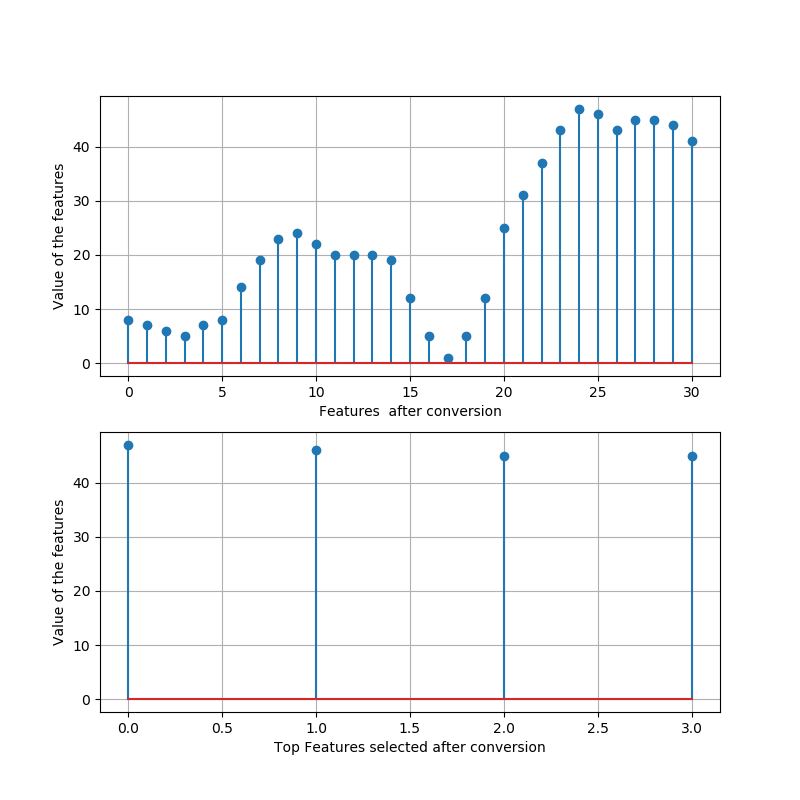 40
30
20
10
0
Value of the features
0 5 10 15 20 25 30
Features  after conversion
40
30
20
10
0
Value of the features
0.0 0.5 1.0 1.5 2.0 2.5 3.0
Top Features selected after conversion